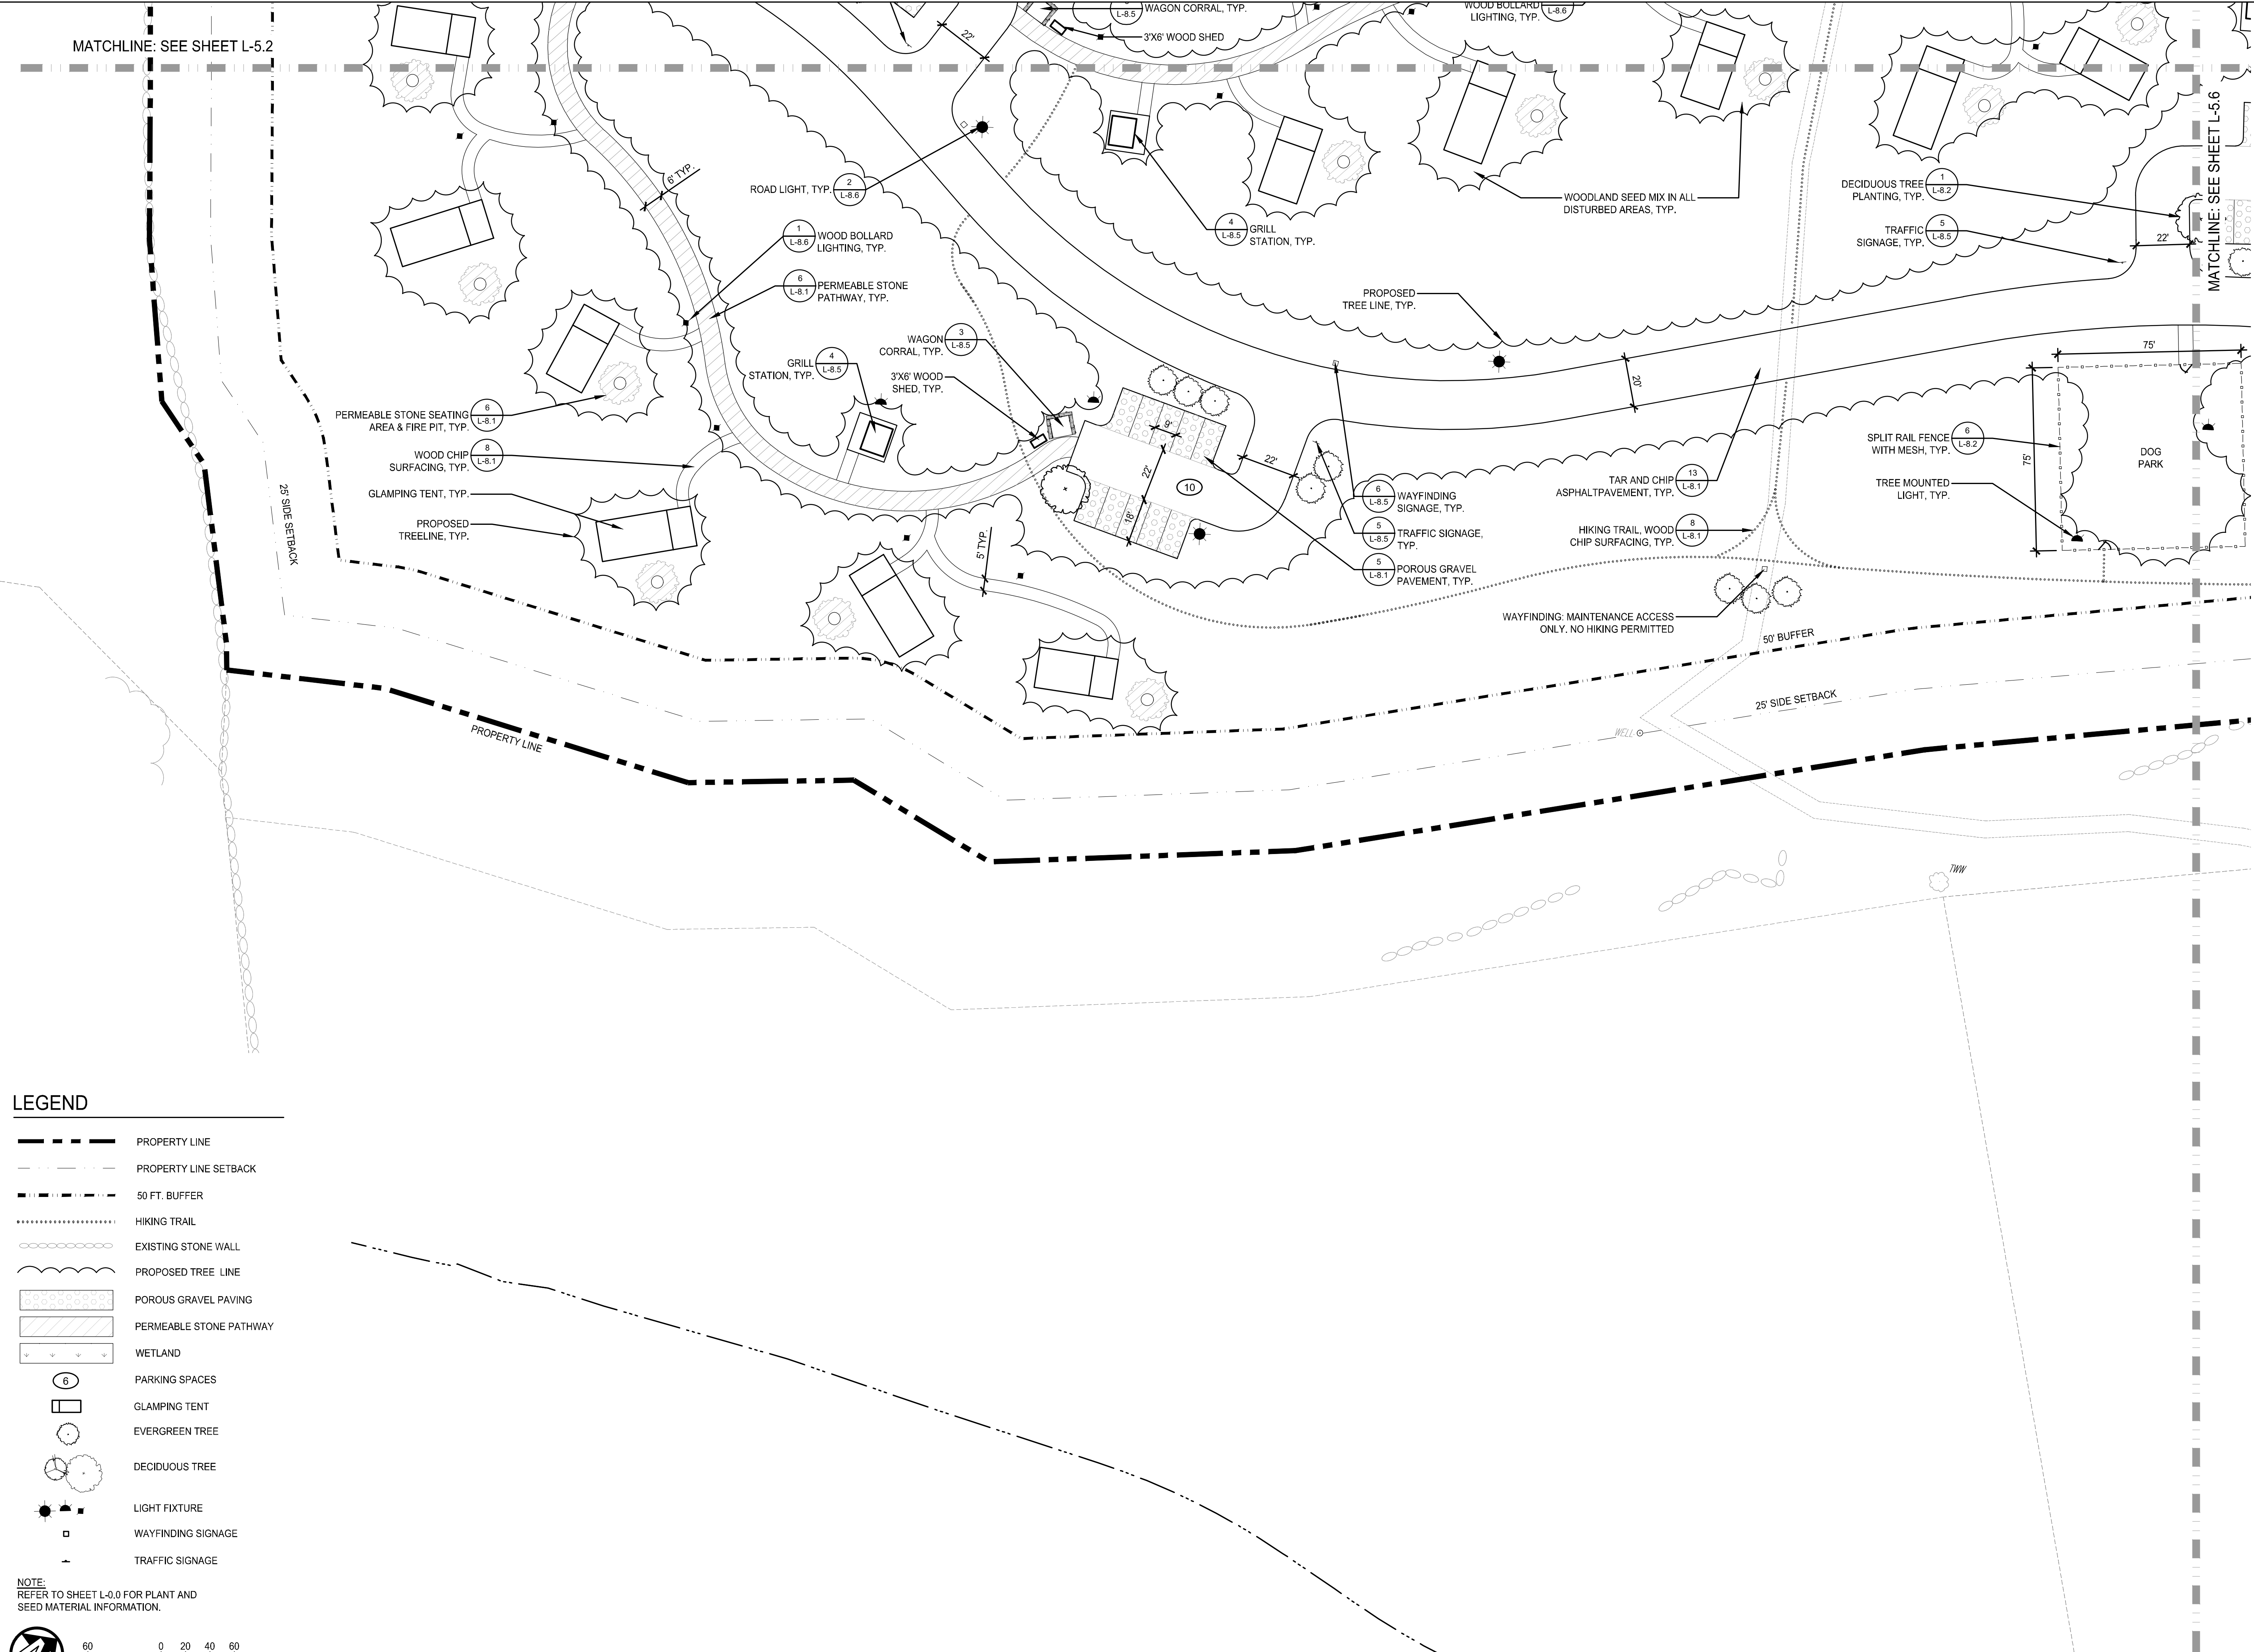 MATCHLINE: SEE SHEET L-5.2
L-8.5
WAGON CORRAL, TYP.
3'X6' WOOD SHED
WOOD BOLLARD
LIGHTING, TYP.
L-8.6
22'
6' TYP.
ROAD LIGHT, TYP.
2
L-8.6
1
L-8.6
WOOD BOLLARD
LIGHTING, TYP.
6
L-8.1
PERMEABLE STONE
PATHWAY, TYP.
4
L-8.5
GRILL
STATION, TYP.
WOODLAND SEED MIX IN ALL
DISTURBED AREAS, TYP.
DECIDUOUS TREE
PLANTING, TYP.
1
L-8.2
TRAFFIC
SIGNAGE, TYP.
5
L-8.5
22'
MATCHLINE: SEE SHEET L-5.6
PROPOSED
TREE LINE, TYP.
WAGON
CORRAL, TYP.
3
L-8.5
GRILL
STATION, TYP.
4
L-8.5
3'X6' WOOD
SHED, TYP.
PERMEABLE STONE SEATING
AREA & FIRE PIT, TYP.
6
L-8.1
WOOD CHIP
SURFACING, TYP.
8
L-8.1
GLAMPING TENT, TYP.
PROPOSED
TREELINE, TYP.
25' SIDE SETBACK
9'
22'
18'
10
22'
20'
5' TYP.
6
L-8.5
WAYFINDING
SIGNAGE, TYP.
5
L-8.5
TRAFFIC SIGNAGE,
TYP.
5
L-8.1
POROUS GRAVEL
PAVEMENT, TYP.
TAR AND CHIP
ASPHALTPAVEMENT, TYP.
13
L-8.1
HIKING TRAIL, WOOD
CHIP SURFACING, TYP.
8
L-8.1
75'
75'
SPLIT RAIL FENCE
WITH MESH, TYP.
6
L-8.2
DOG
PARK
TREE MOUNTED
LIGHT, TYP.
WAYFINDING: MAINTENANCE ACCESS
ONLY. NO HIKING PERMITTED
50' BUFFER
25' SIDE SETBACK
WELL
PROPERTY LINE
TWW
LEGEND
PROPERTY LINE
PROPERTY LINE SETBACK
50 FT. BUFFER
HIKING TRAIL
EXISTING STONE WALL
PROPOSED TREE LINE
POROUS GRAVEL PAVING
PERMEABLE STONE PATHWAY
WETLAND
6
PARKING SPACES
GLAMPING TENT
EVERGREEN TREE
DECIDUOUS TREE
LIGHT FIXTURE
WAYFINDING SIGNAGE
TRAFFIC SIGNAGE
NOTE:
REFER TO SHEET L-0.0 FOR PLANT AND
SEED MATERIAL INFORMATION.
60 0 20 40 60